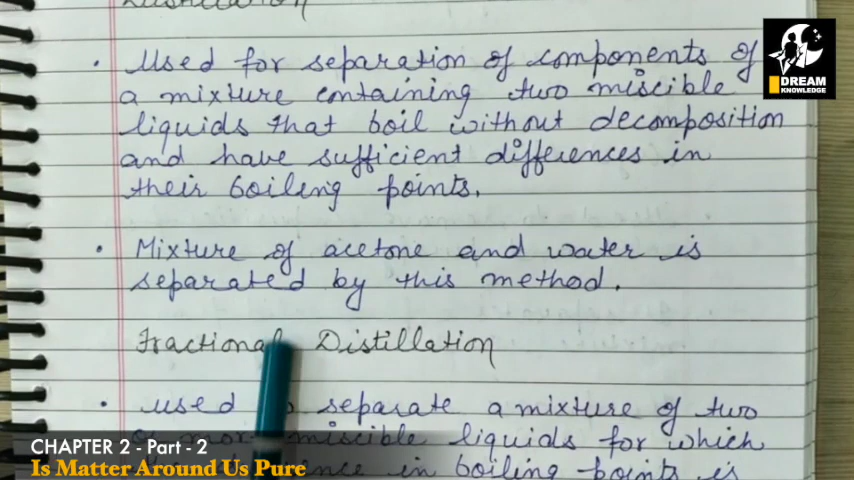 Distillation
DREAM
KNOWLEDGE
• Used for separation of components of
a mixture containing two miscible
liquids that boil without decomposition
and have sufficient differences in
their boiling points.
• Mixture of acetone and water is
separated by this method.
Fractional Distillation
• used separate a mixture of two
miscible liquids for which
in boiling points is
CHAPTER 2 - Part - 2
Is Matter Around Us Pure